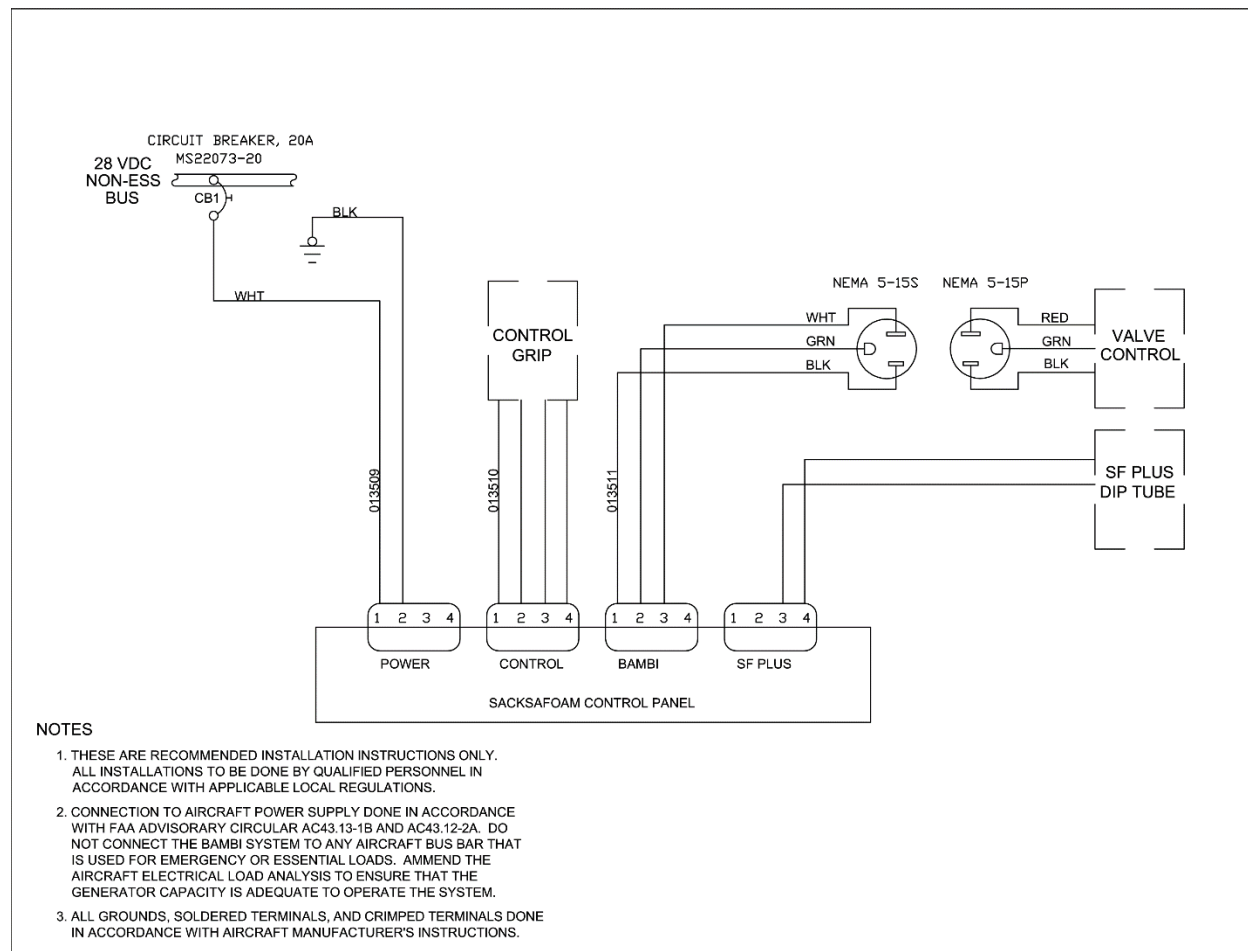 CIRCUIT BREAKER, 20A
MS22073-20
28 VDC
NON-ESS
BUS
CB1
BLK
WHT
NEMA 5-15S
NEMA 5-15P
CONTROL
GRIP
WHT
GRN
BLK
RED
GRN
BLK
VALVE
CONTROL
SF PLUS
DIP TUBE
013509
013510
013511
1 2 3 4
1 2 3 4
1 2 3 4
1 2 3 4
POWER
CONTROL
BAMBI
SF PLUS
SACKSAFOAM CONTROL PANEL
NOTES
1. THESE ARE RECOMMENDED INSTALLATION INSTRUCTIONS ONLY.
ALL INSTALLATIONS TO BE DONE BY QUALIFIED PERSONNEL IN
ACCORDANCE WITH APPLICABLE LOCAL REGULATIONS.
2. CONNECTION TO AIRCRAFT POWER SUPPLY DONE IN ACCORDANCE
WITH FAA ADVISORARY CIRCULAR AC43.13-1B AND AC43.12-2A. DO
NOT CONNECT THE BAMBI SYSTEM TO ANY AIRCRAFT BUS BAR THAT
IS USED FOR EMERGENCY OR ESSENTIAL LOADS. AMMEND THE
AIRCRAFT ELECTRICAL LOAD ANALYSIS TO ENSURE THAT THE
GENERATOR CAPACITY IS ADEQUATE TO OPERATE THE SYSTEM.
3. ALL GROUNDS, SOLDERED TERMINALS, AND CRIMPED TERMINALS DONE
IN ACCORDANCE WITH AIRCRAFT MANUFACTURER'S INSTRUCTIONS.